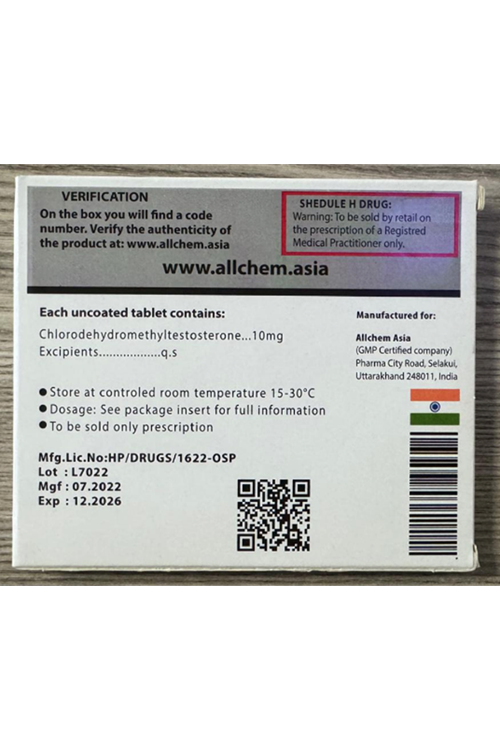 VERIFICATION
On the box you will find a code
number. Verify the authenticity of
the product at: www.allchem.asia
SHEDULE H DRUG:
Warning: To be sold by retail on
the prescription of a Registred
Medical Practitioner only.
www.allchem.asia
Each uncoated tablet contains:
Chlorodehydromethyltestosterone...10mg
Excipients.................q.s
Manufactured for:
Allchem Asia
(GMP Certified company)
Pharma City Road, Selakui,
Uttarakhand 248011, India
● Store at controled room temperature 15-30°C
● Dosage: See package insert for full information
● To be sold only prescription
Mfg.Lic.No:HP/DRUGS/1622-OSP
Lot : L7022
Mgf : 07.2022
Exp : 12.2026